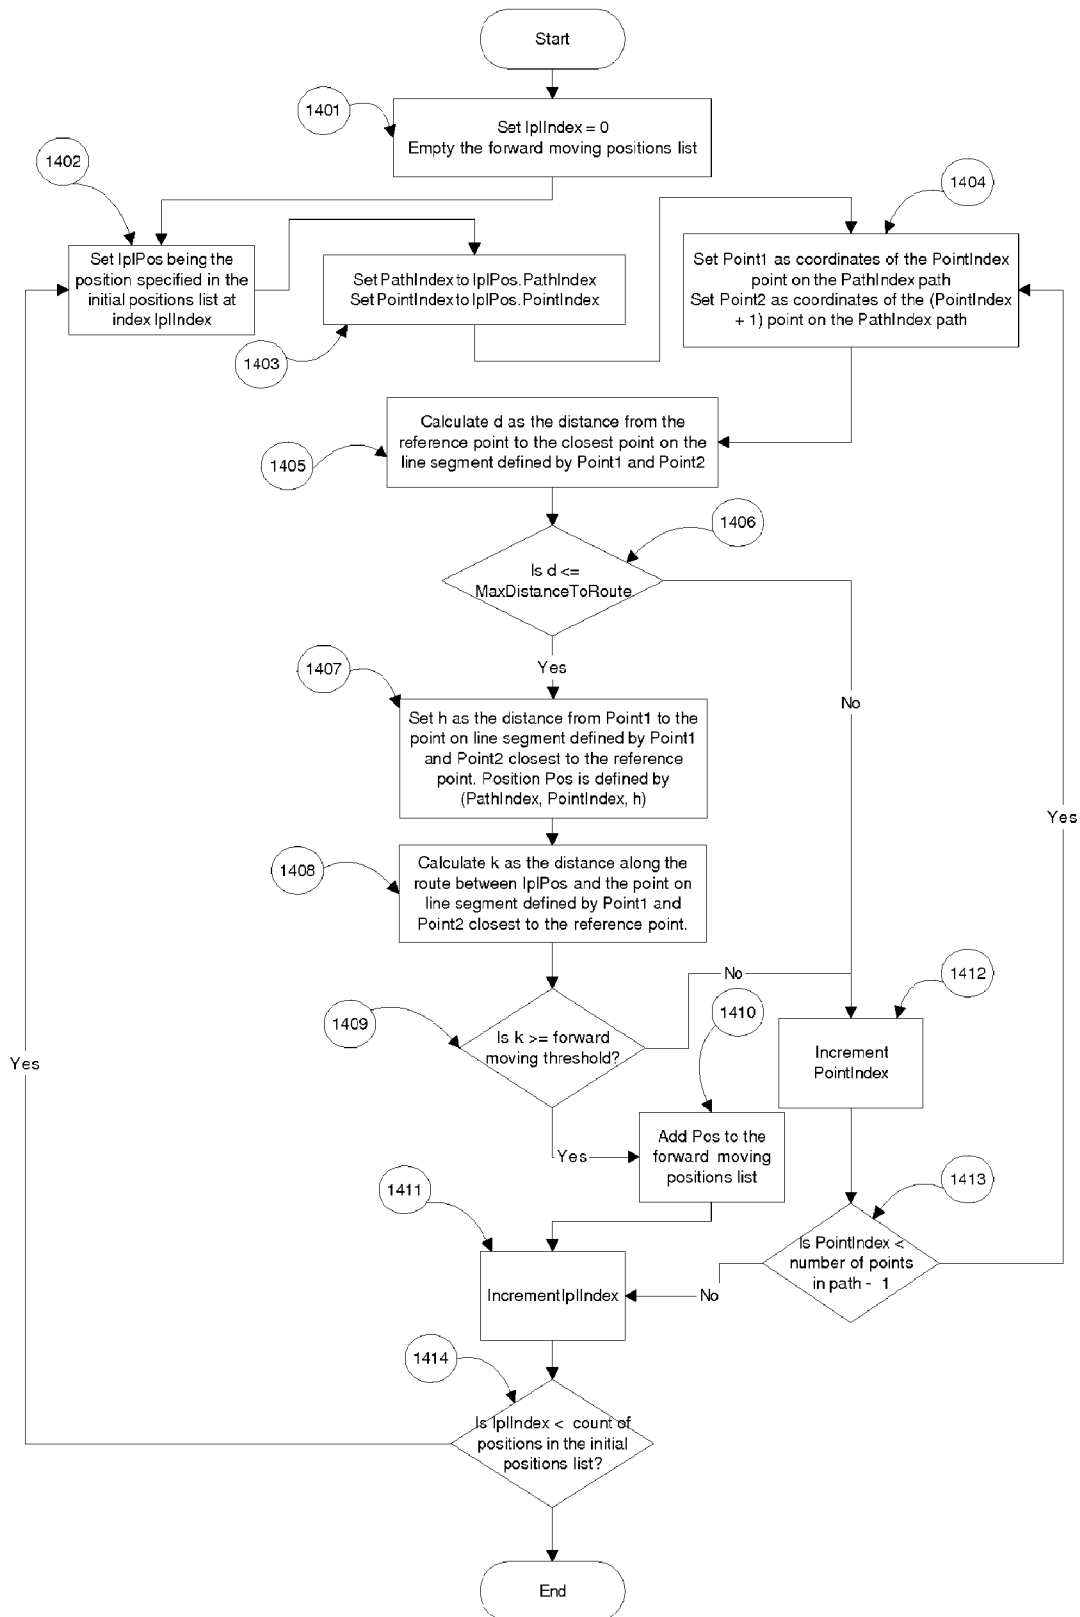 Start
1401
Set IplIndex = 0
Empty the forward moving positions list
1402
1404
Set IplPos being the
position specified in the
initial positions list at
index IplIndex
Set PathIndex to IplPos.PathIndex
Set PointIndex to IplPos.PointIndex
Set Point1 as coordinates of the PointIndex
point on the PathIndex path
Set Point2 as coordinates of the (PointIndex
+ 1) point on the PathIndex path
1403
Calculate d as the distance from the
reference point to the closest point on the
line segment defined by Point1 and Point2
1405
1406
Is d <=
MaxDistanceToRoute
Yes
1407
No
Set h as the distance from Point1 to the
point on line segment defined by Point1
and Point2 closest to the reference
point. Position Pos is defined by
(PathIndex, PointIndex, h)
Yes
1408
Calculate k as the distance along the
route between IplPos and the point on
line segment defined by Point1 and
Point2 closest to the reference point.
No
1412
1410
1409
Is k >= forward
moving threshold?
Increment
PointIndex
Yes
Yes
Add Pos to the
forward moving
positions list
1411
1413
Is PointIndex <
number of points
in path - 1
IncrementIplIndex
No
1414
Is IplIndex < count of
positions in the initial
positions list?
End